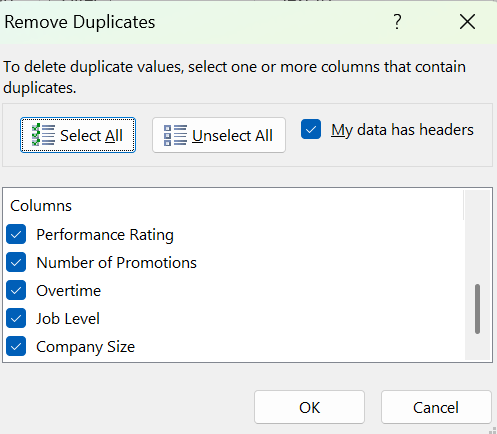 Remove Duplicates
?
To delete duplicate values, select one or more columns that contain
duplicates.
Select All
Unselect All
My data has headers
Columns
Performance Rating
Number of Promotions
Overtime
Job Level
Company Size
OK
Cancel